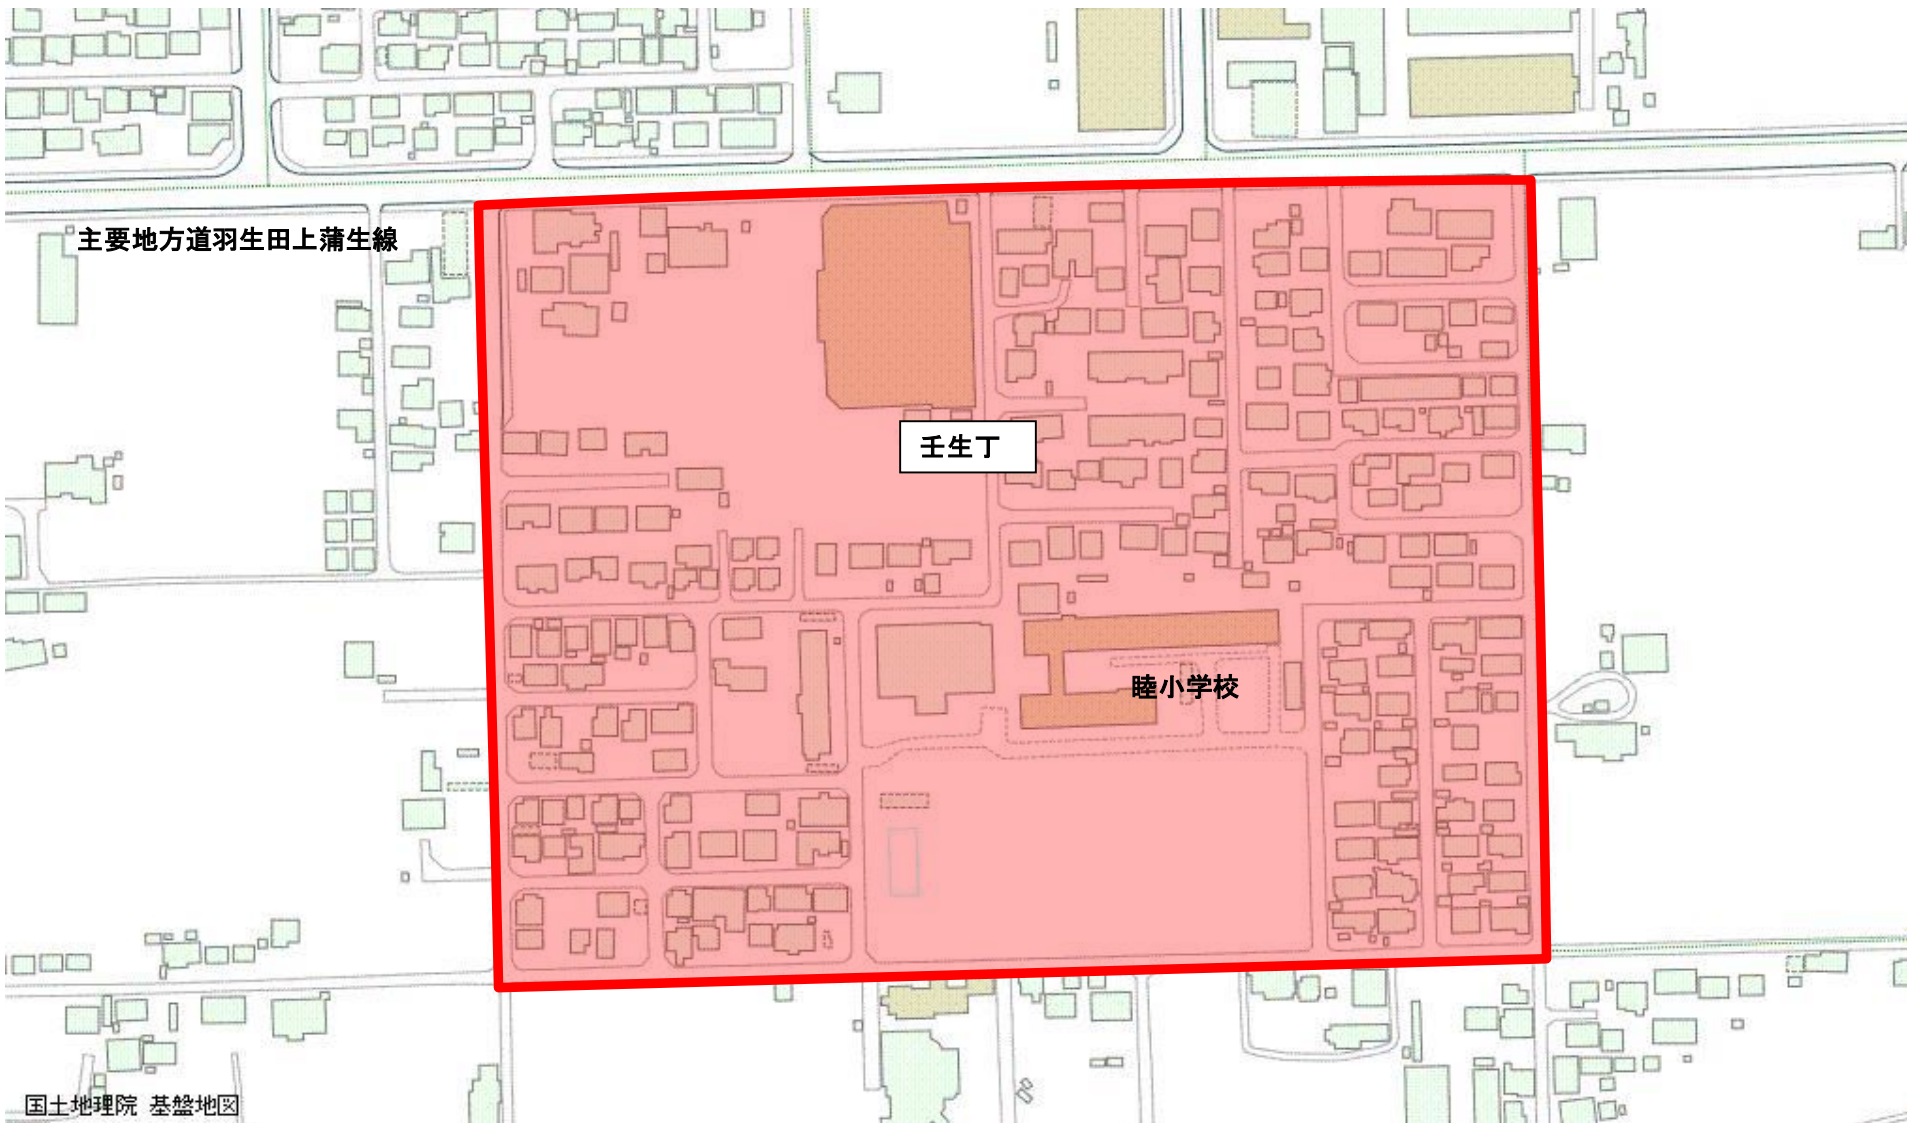 主要地方道羽生田上蒲生線
壬生丁
睦小学校
国土地理院 基盤地図